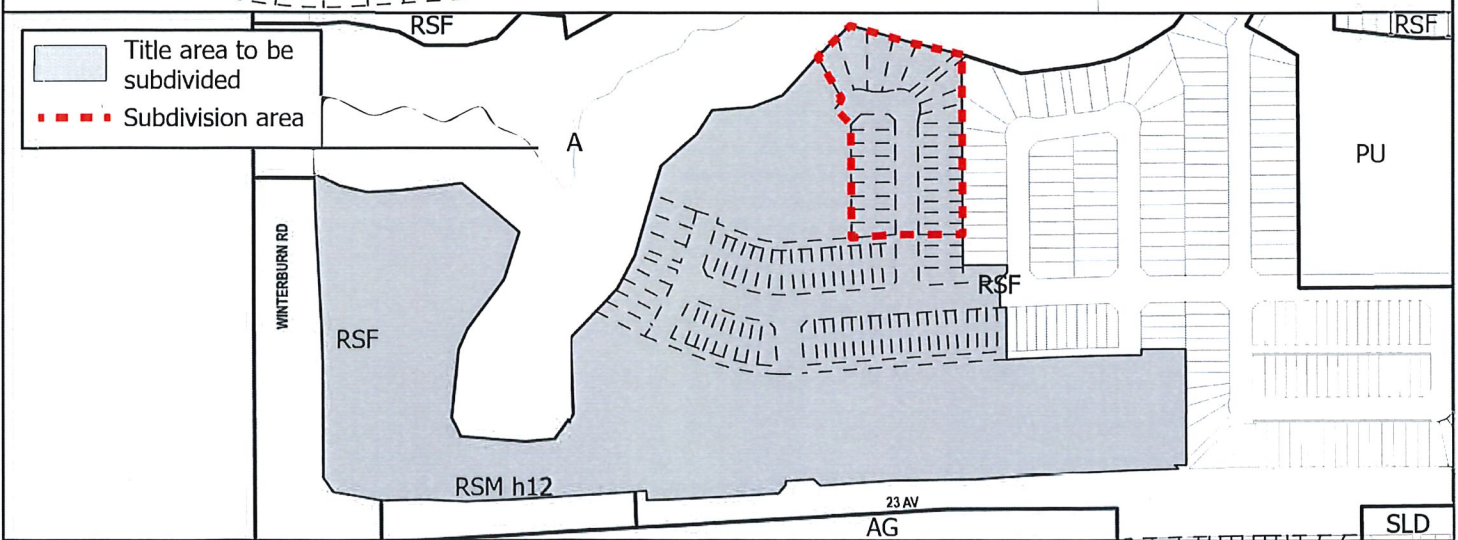 RSF
RSF
Title area to be
subdivided
Subdivision area
A
PU
WINTERBURN RD
RSF
RSF
RSM h12
23 AV
AG
SLD